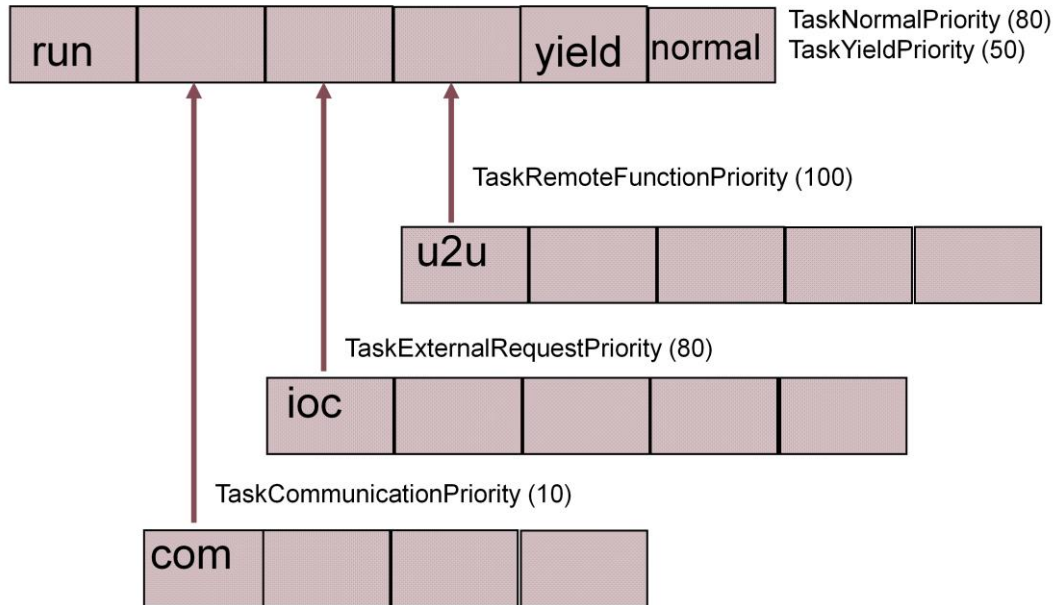 run yield normal TaskNormalPriority (80)
TaskYieldPriority (50)
TaskRemoteFunctionPriority (100)
u2u
TaskExternalRequestPriority (80)
ioc
TaskCommunicationPriority (10)
com